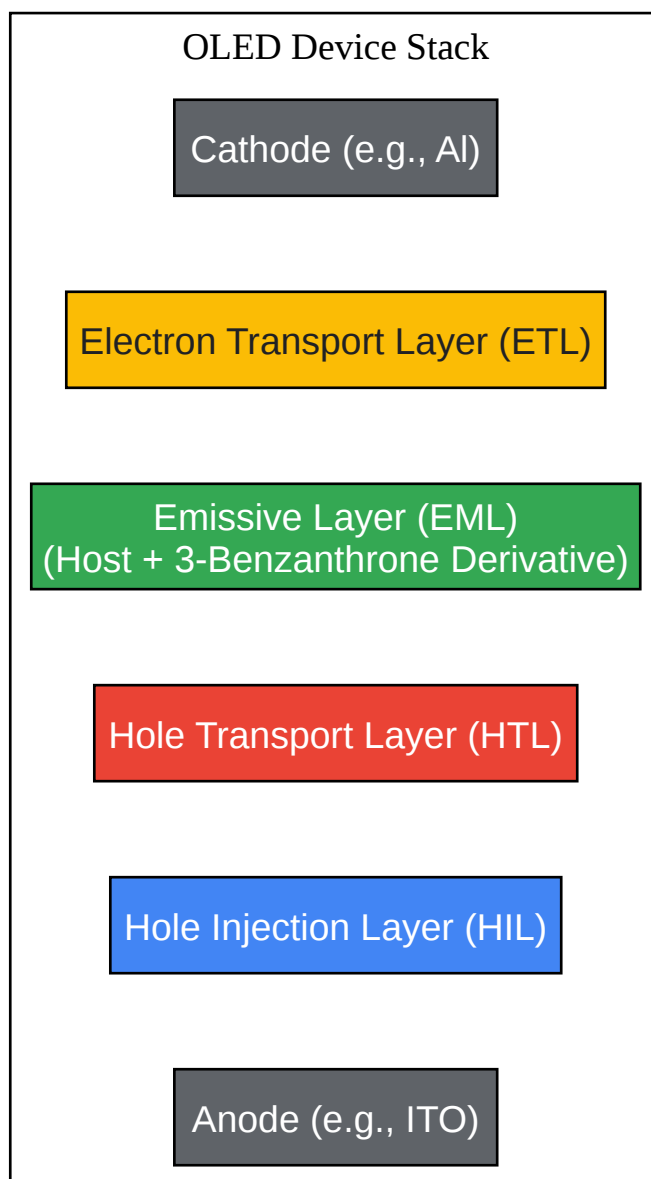 OLED Device Stack
Cathode (e.g., Al)
Electron Transport Layer (ETL)
Emissive Layer (EML)
(Host + 3-Benzanthrone Derivative)
Hole Transport Layer (HTL)
Hole Injection Layer (HIL)
Anode (e.g., ITO)